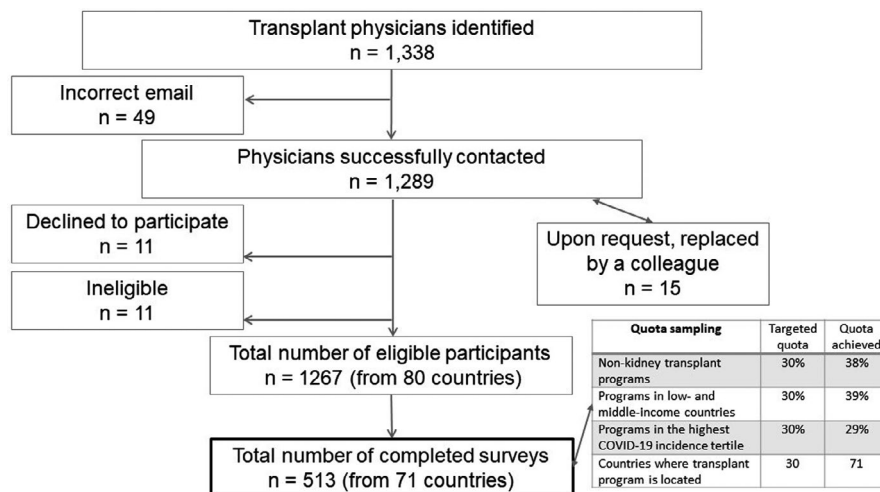 Transplant physicians identified
n = 1,338
Incorrect email
n = 49
Physicians successfully contacted
n = 1,289
Declined to participate
n = 11
Upon request, replaced
by a colleague
n = 15
Ineligible
n = 11
Total number of eligible participants
n = 1267 (from 80 countries)
Total number of completed surveys
n = 513 (from 71 countries)
Quota sampling Targeted quota Quota achieved
Non-kidney transplant
programs 30% 38%
Programs in low- and
middle-income countries 30% 39%
Programs in the highest
COVID-19 incidence tertile 30% 29%
Countries where transplant
program is located 30 71